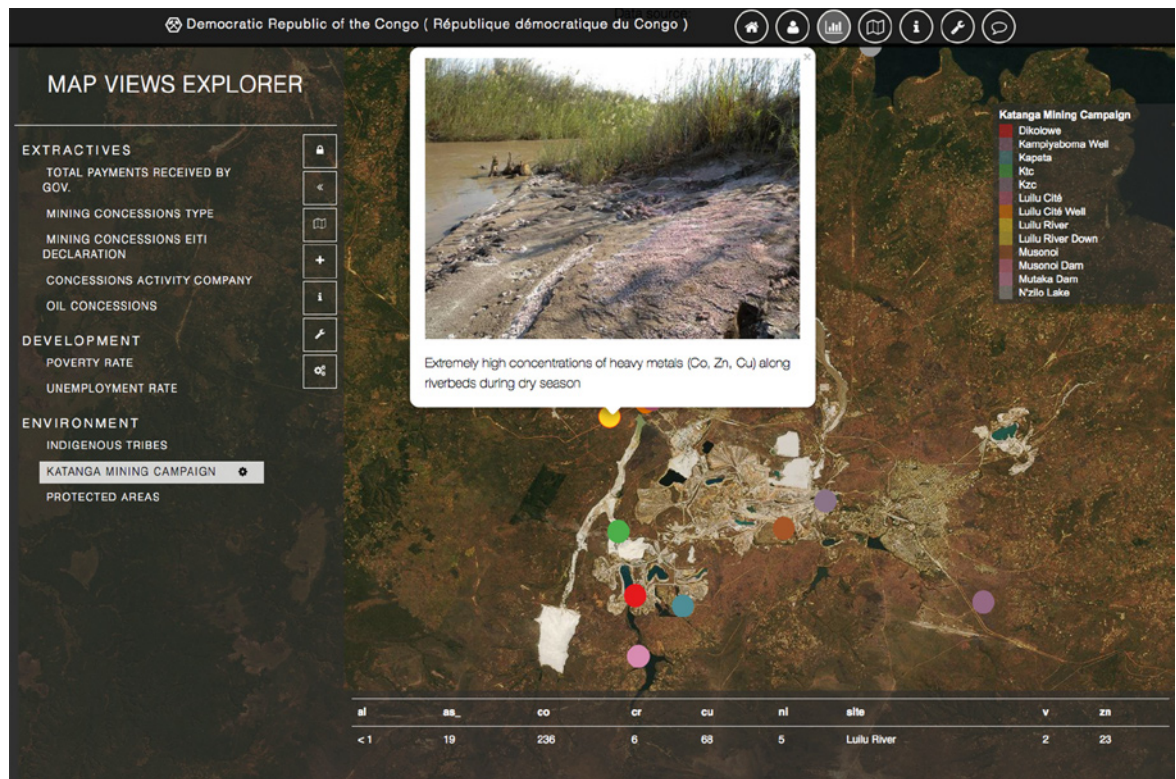 Democratic Republic of the Congo ( République démocratique du Congo )
Data source:
MAP VIEWS EXPLORER
EXTRACTIVES
TOTAL PAYMENTS RECEIVED BY
GOV.
MINING CONCESSIONS TYPE
MINING CONCESSIONS EITI
DECLARATION
CONCESSIONS ACTIVITY COMPANY
OIL CONCESSIONS
DEVELOPMENT
POVERTY RATE
UNEMPLOYMENT RATE
ENVIRONMENT
INDIGENOUS TRIBES
KATANGA MINING CAMPAIGN
PROTECTED AREAS
Extremely high concentrations of heavy metals (Co, Zn, Cu) along
riverbeds during dry season
Katanga Mining Campaign
Dikolowe
Kampiyaboma Well
Kapata
Ktc
Kzc
Luilu Cité
Luilu Cité Well
Luilu River
Luilu River Down
Musonoi
Musonoi Dam
Mutaka Dam
N'zilo Lake
al as_ co cr cu ni site v zn
<1 19 236 6 68 5 Luilu River 2 23